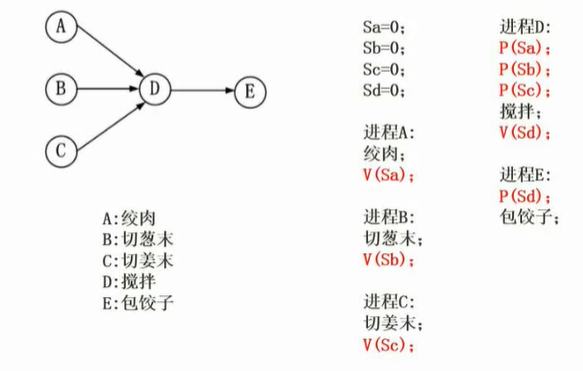 A
B
C
D
E
A:绞肉
B:切葱末
C:切姜末
D:搅拌
E:包饺子
Sa=0;
Sb=0;
Sc=0;
Sd=0;
进程A:
绞肉;
V(Sa);
进程B:
切葱末;
V(Sb);
进程C:
切姜末;
V(Sc);
进程D:
P(Sa);
P(Sb);
P(Sc);
搅拌;
V(Sd);
进程E:
P(Sd);
包饺子;